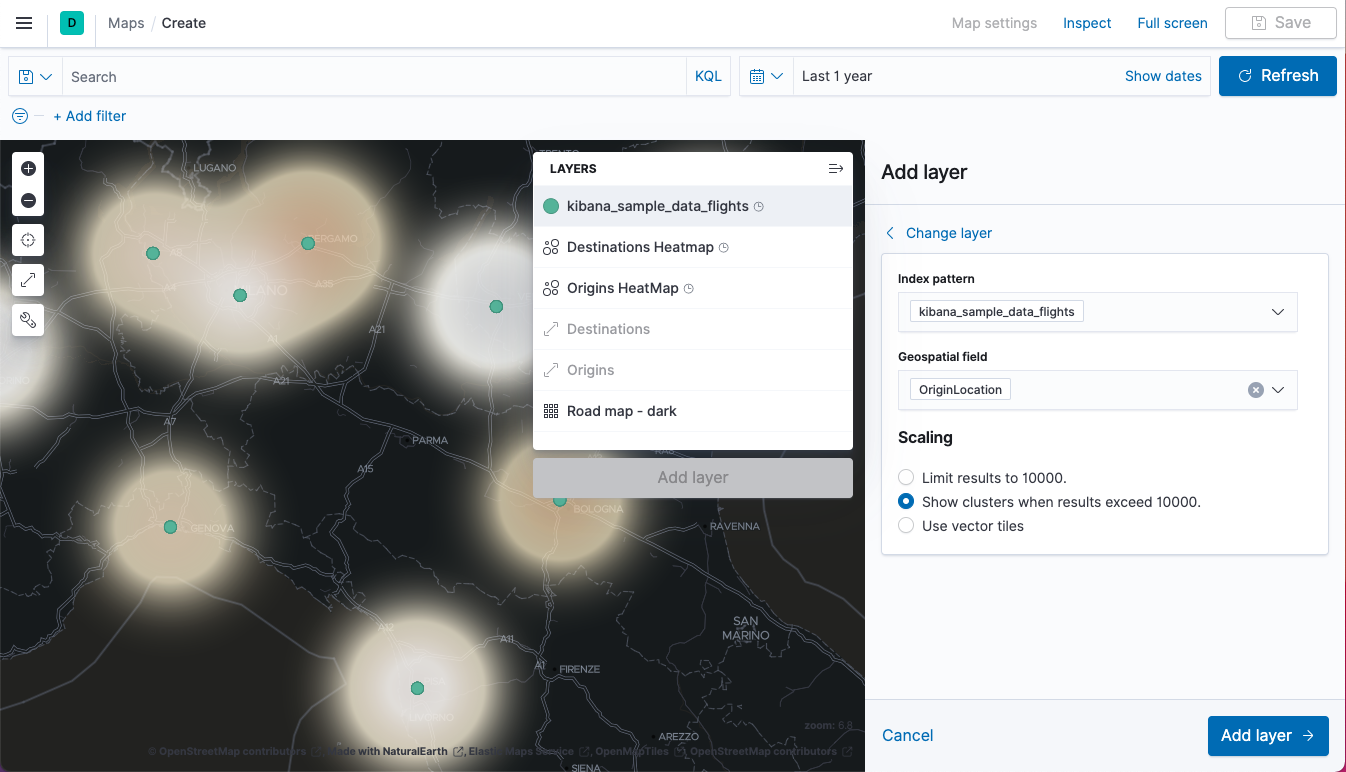 D Maps / Create Map settings Inspect Full screen Save
Search KQL Last 1 year Show dates Refresh
+ Add filter
LUGANO
BERGAMO
A8
A4
A35
MILANO
A1
A21
A21
A7
PARMA
A15
GENOVA
BOLOGNA
RAVENNA
SAN
MARINO
A12
A11
A1
FIRENZE
LIVORNO
AREZZO
SIENA
zoom: 6.8
© OpenStreetMap contributors , Made with NaturalEarth , Elastic Maps Service , OpenMapTiles , OpenStreetMap contributors
LAYERS
kibana_sample_data_flights
Destinations Heatmap
Origins HeatMap
Destinations
Origins
Road map - dark
Add layer
Add layer
Change layer
Index pattern
kibana_sample_data_flights
Geospatial field
OriginLocation
Scaling
Limit results to 10000.
Show clusters when results exceed 10000.
Use vector tiles
Cancel Add layer